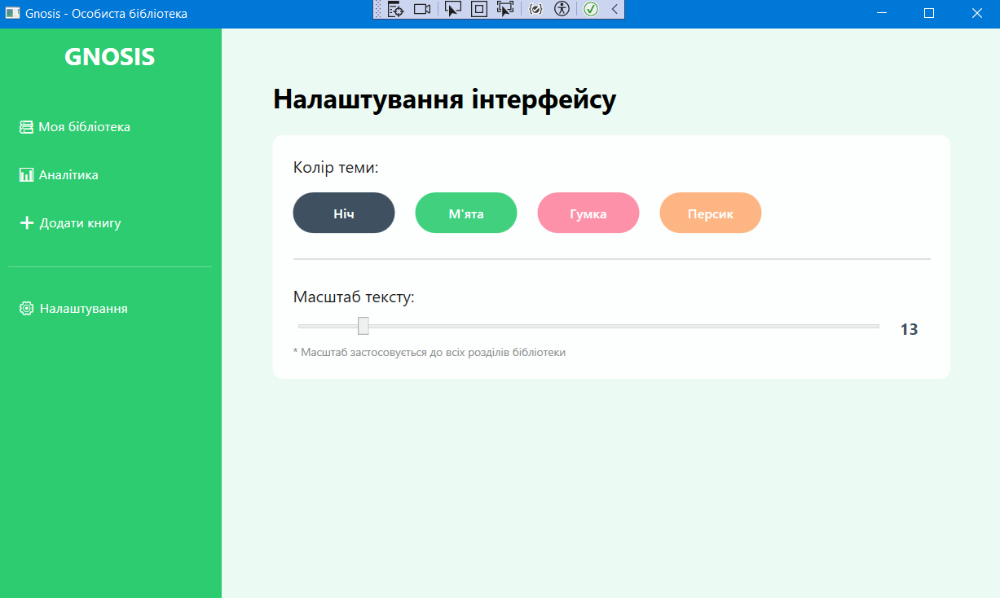 Gnosis - Особиста бібліотека
GNOSIS
Моя бібліотека
Аналітика
Додати книгу
Налаштування
Налаштування інтерфейсу
Колір теми:
Ніч М'ята Гумка Персик
Масштаб тексту:
13
* Масштаб застосовується до всіх розділів бібліотеки